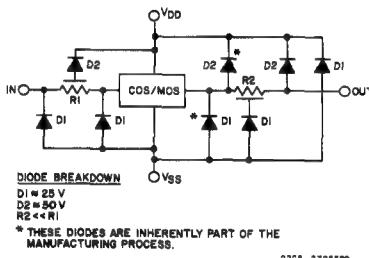 VDD
D2
D2
D2
D1
R2
IN
R1
COS/MOS
OUT
D1
D1
D1
D1
VSS
DIODE BREAKDOWN
D1 ≈ 25 V
D2 ≈ 50 V
R2 << R1
* THESE DIODES ARE INHERENTLY PART OF THE
MANUFACTURING PROCESS.